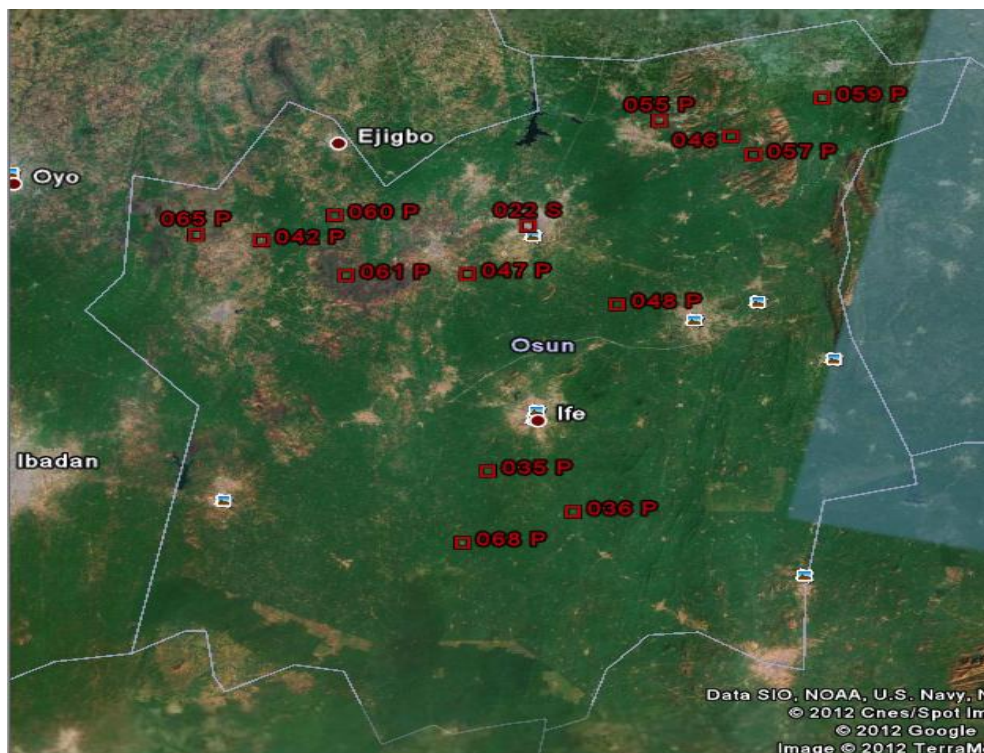 055 P
059 P
046
057 P
Ejigbo
Oyo
060 P
022 S
065 P
042 P
061 P
047 P
048 P
Osun
Ife
Ibadan
035 P
036 P
068 P
Data SIO, NOAA, U.S. Navy, N
© 2012 Cnes/Spot Im
© 2012 Google
Image © 2012 TerraM